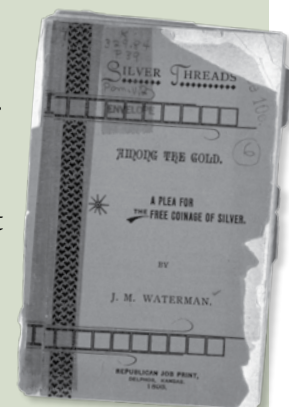 SILVER THREADS
ENVELOPE
AMONG THE GOLD.
A PLEA FOR
THE FREE COINAGE OF SILVER.
BY
J. M. WATERMAN.
REPUBLICAN JOB PRINT,
DELPHOS, KANSAS.